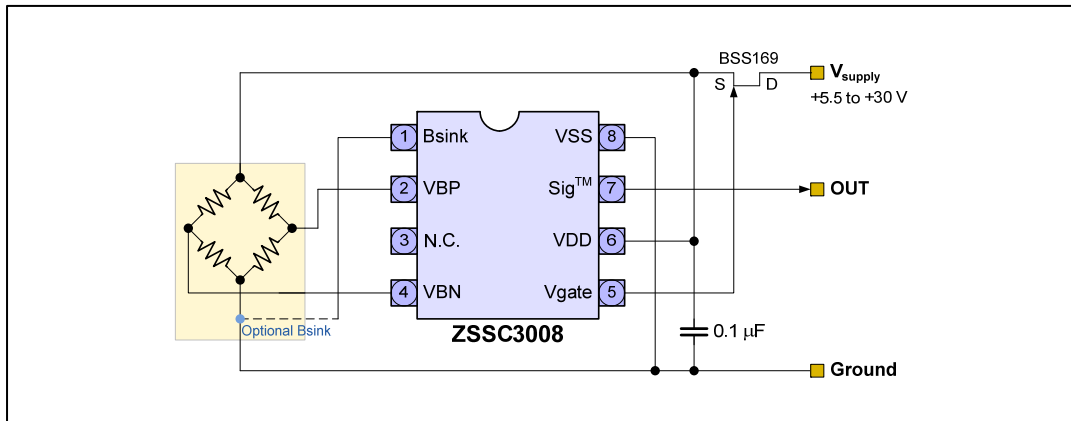 BSS169
S D
V_supply
+5.5 to +30 V
1 Bsink
VSS 8
2 VBP
Sig™ 7
OUT
3 N.C.
VDD 6
4 VBN
Vgate 5
Optional Bsink
ZSSC3008
0.1 μF
Ground